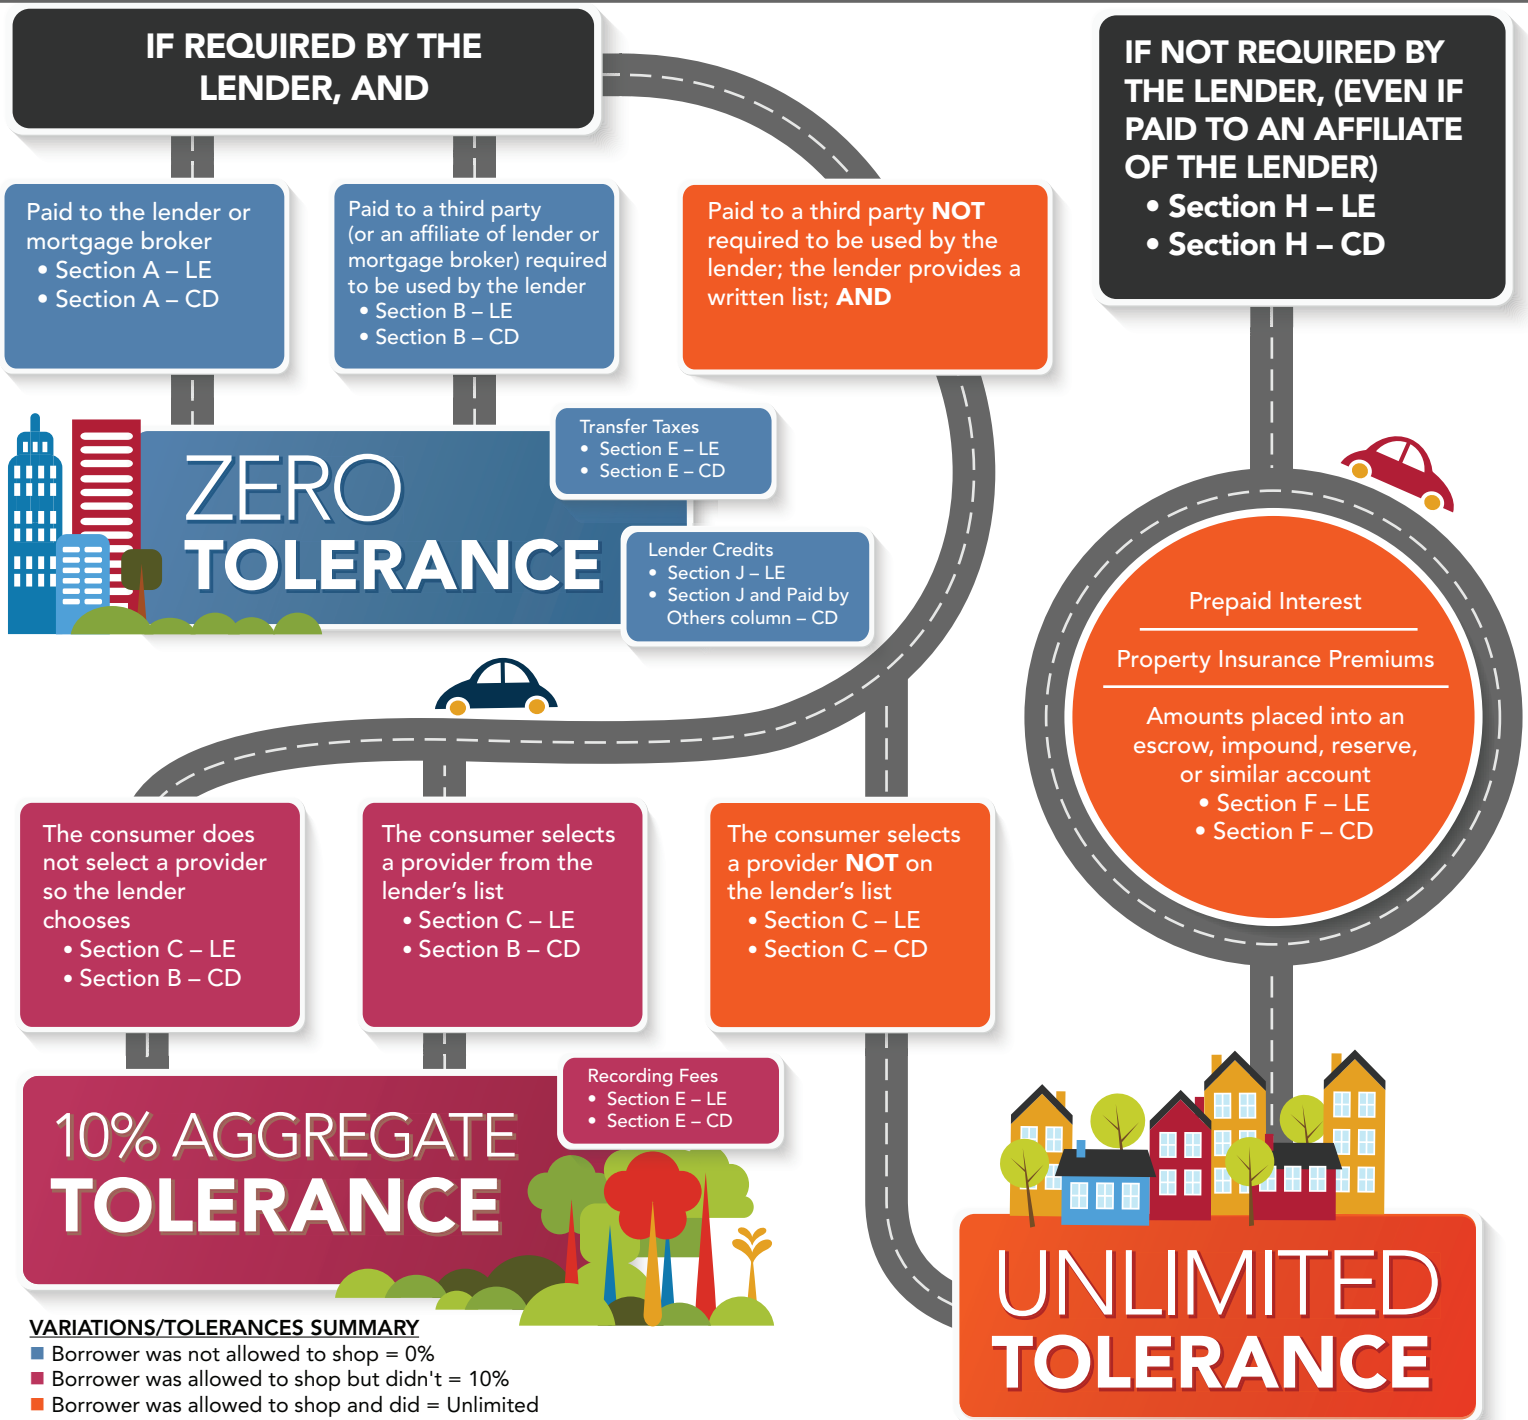 IF REQUIRED BY THE
LENDER, AND
IF NOT REQUIRED BY
THE LENDER, (EVEN IF
PAID TO AN AFFILIATE
OF THE LENDER)
• Section H – LE
• Section H – CD
Paid to the lender or
mortgage broker
• Section A – LE
• Section A – CD
Paid to a third party
(or an affiliate of lender or
mortgage broker) required
to be used by the lender
• Section B – LE
• Section B – CD
Paid to a third party NOT
required to be used by the
lender; the lender provides a
written list; AND
ZERO
TOLERANCE
Transfer Taxes
• Section E – LE
• Section E – CD
Lender Credits
• Section J – LE
• Section J and Paid by
Others column – CD
Prepaid Interest
Property Insurance Premiums
Amounts placed into an
escrow, impound, reserve,
or similar account
• Section F – LE
• Section F – CD
The consumer does
not select a provider
so the lender
chooses
• Section C – LE
• Section B – CD
The consumer selects
a provider from the
lender's list
• Section C – LE
• Section B – CD
The consumer selects
a provider NOT on
the lender's list
• Section C – LE
• Section C – CD
10% AGGREGATE
TOLERANCE
Recording Fees
• Section E – LE
• Section E – CD
UNLIMITED
TOLERANCE
VARIATIONS/TOLERANCES SUMMARY
Borrower was not allowed to shop = 0%
Borrower was allowed to shop but didn't = 10%
Borrower was allowed to shop and did = Unlimited